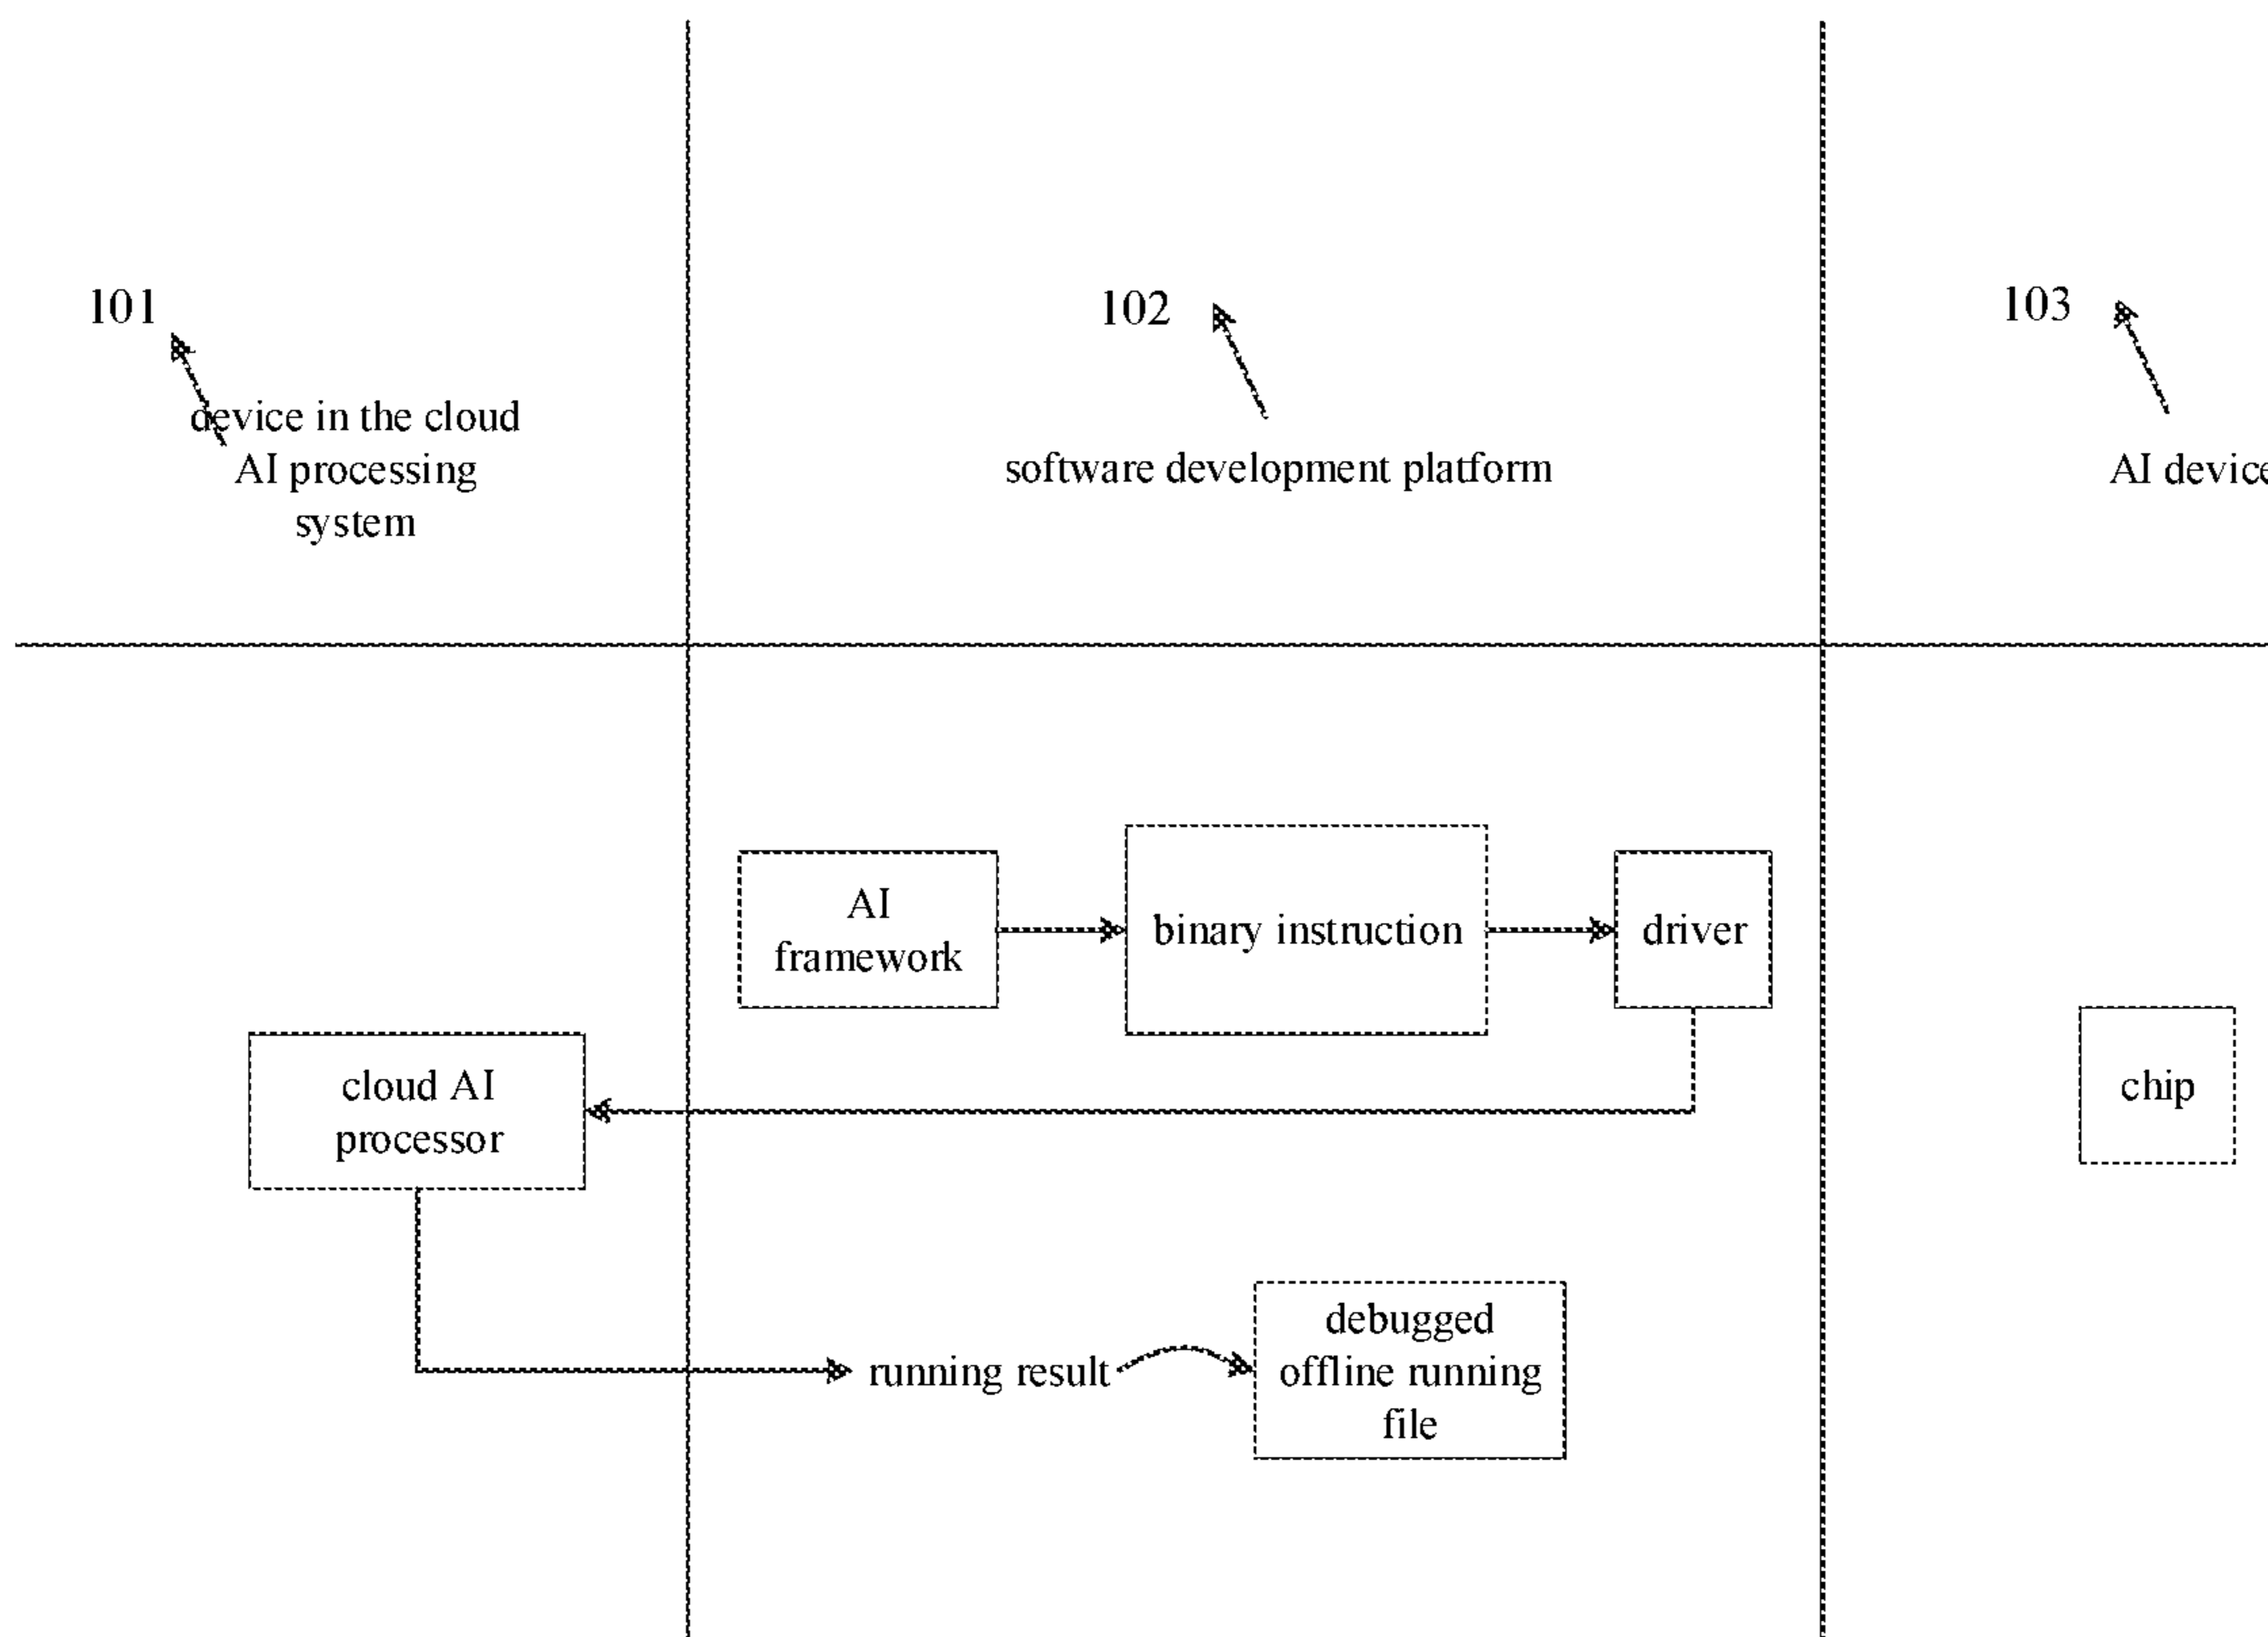 101
102
103
device in the cloud
AI processing
system
software development platform
AI device
AI
framework
binary instruction
driver
cloud AI
processor
chip
running result
debugged
offline running
file